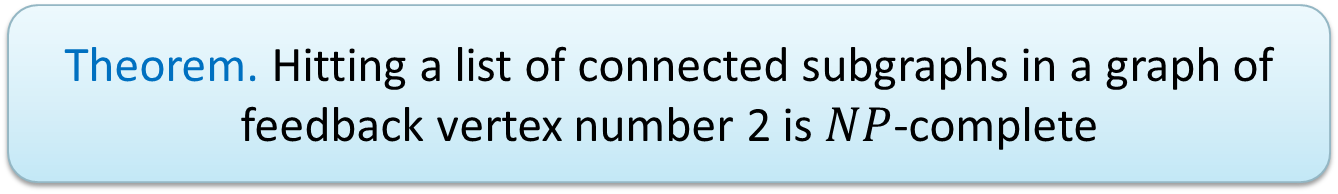 Theorem. Hitting a list of connected subgraphs in a graph of
feedback vertex number 2 is NP-complete